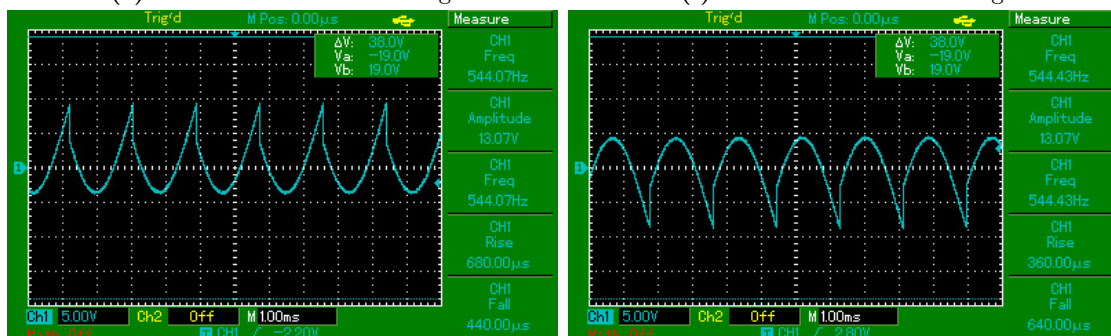 Trig'd M Pos: 0.00μs Measure
ΔV: 38.0V
Va: -19.0V
Vb: 19.0V
CH1
Freq
544.07Hz
CH1
Amplitude
13.07V
CH1
Freq
544.07Hz
CH1
Rise
680.00μs
CH1
Fall
440.00μs
1
Ch1 5.00V Ch2 Off M 1.00ms
Math Off T CH1 -2.20V
Trig'd M Pos: 0.00μs Measure
ΔV: 38.0V
Va: -19.0V
Vb: 19.0V
CH1
Freq
544.43Hz
CH1
Amplitude
13.07V
CH1
Freq
544.43Hz
CH1
Rise
360.00μs
CH1
Fall
640.00μs
1
Ch1 5.00V Ch2 Off M 1.00ms
Math Off T CH1 2.80V